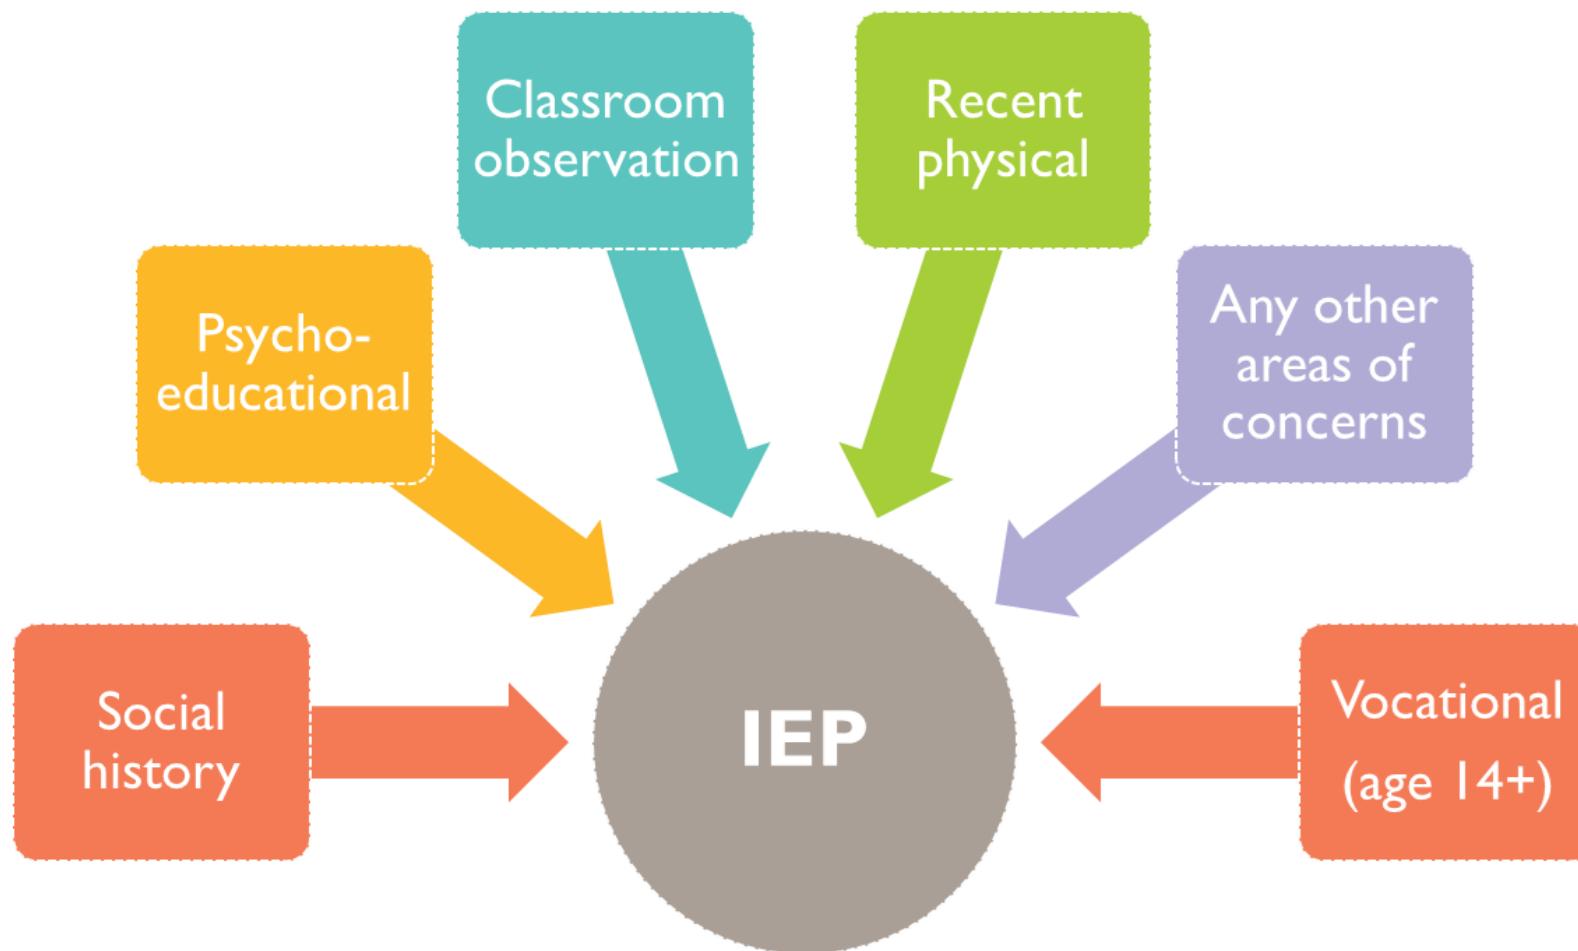 Classroom
observation
Recent
physical
Psycho-
educational
Any other
areas of
concerns
Social
history
IEP
Vocational
(age 14+)